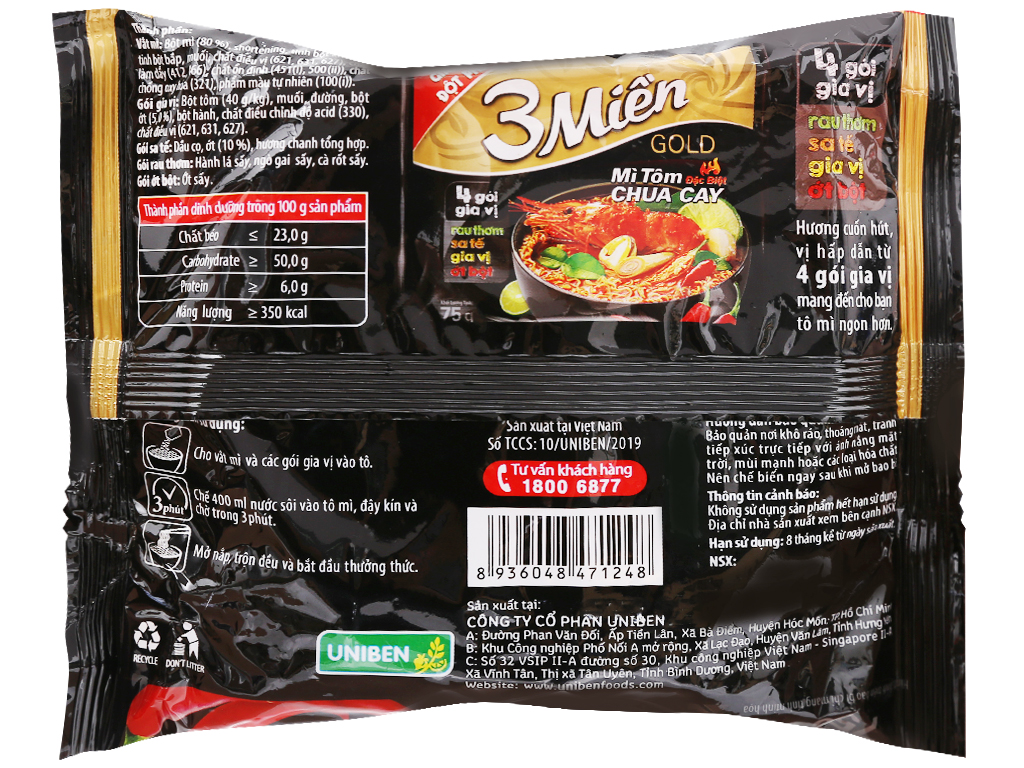 Thành phần:
Vắt mì: Bột mì (80 %), shortening, tinh bột
tinh bột bắp, muối, chất điều vị (621, 631, 627),
làm dày (412, 466), chất ổn định (451(i), 500(ii)), chất
chống oxy hóa (321), phẩm màu tự nhiên (100(i)).
Gói gia vị: Bột tôm (40 g/kg), muối, đường, bột
ớt (5,0 %), bột hành, chất điều chỉnh độ acid (330),
chất điều vị (621, 631, 627).
Gói sa tế: Dầu cọ, ớt (10 %), hương chanh tổng hợp.
Gói rau thơm: Hành lá sấy, ngò gai sấy, cà rốt sấy.
Gói ớt bột: Ớt sấy.
Thành phần dinh dưỡng trong 100 g sản phẩm
Chất béo ≤ 23,0 g
Carbohydrate ≥ 50,0 g
Protein ≥ 6,0 g
Năng lượng ≥ 350 kcal
3 Miền
GOLD
Mì Tôm Đặc Biệt
CHUA CAY
4 gói
gia vị
rau thơm
sa tế
gia vị
ớt bột
75 g
4 gói
gia vị
rau thơm
sa tế
gia vị
ớt bột
Hương cuốn hút,
vị hấp dẫn từ
4 gói gia vị
mang đến cho bạn
tô mì ngon hơn.
dụng:
Cho vắt mì và các gói gia vị vào tô.
3 phút
Chế 400 ml nước sôi vào tô mì, đậy kín và
chờ trong 3 phút.
Mở nắp, trộn đều và bắt đầu thưởng thức.
RECYCLE DON'T LITTER
UNIBEN
Sản xuất tại Việt Nam
Số TCCS: 10/UNIBEN/2019
Tư vấn khách hàng
1800 6877
8 936048 471248
Sản xuất tại:
CÔNG TY CỔ PHẦN UNIBEN
A: Đường Phan Văn Đối, Ấp Tiền Lân, Xã Bà Điểm, Huyện Hóc Môn, TP. Hồ Chí Minh
B: Khu Công nghiệp Phố Nối A mở rộng, Xã Lạc Đạo, Huyện Văn Lâm, Tỉnh Hưng Yên
C: Số 32 VSIP II-A đường số 30, Khu công nghiệp Việt Nam - Singapore II-A
Xã Vĩnh Tân, Thị xã Tân Uyên, Tỉnh Bình Dương, Việt Nam
Website: www.unibenfoods.com
Hướng dẫn bảo quản:
Bảo quản nơi khô ráo, thoáng mát, tránh
tiếp xúc trực tiếp với ánh nắng mặt
trời, mùi mạnh hoặc các loại hóa chất
Nên chế biến ngay sau khi mở bao bì
Thông tin cảnh báo:
Không sử dụng sản phẩm hết hạn sử dụng
Địa chỉ nhà sản xuất xem bên cạnh NSX
Hạn sử dụng: 8 tháng kể từ ngày sản xuất.
NSX: